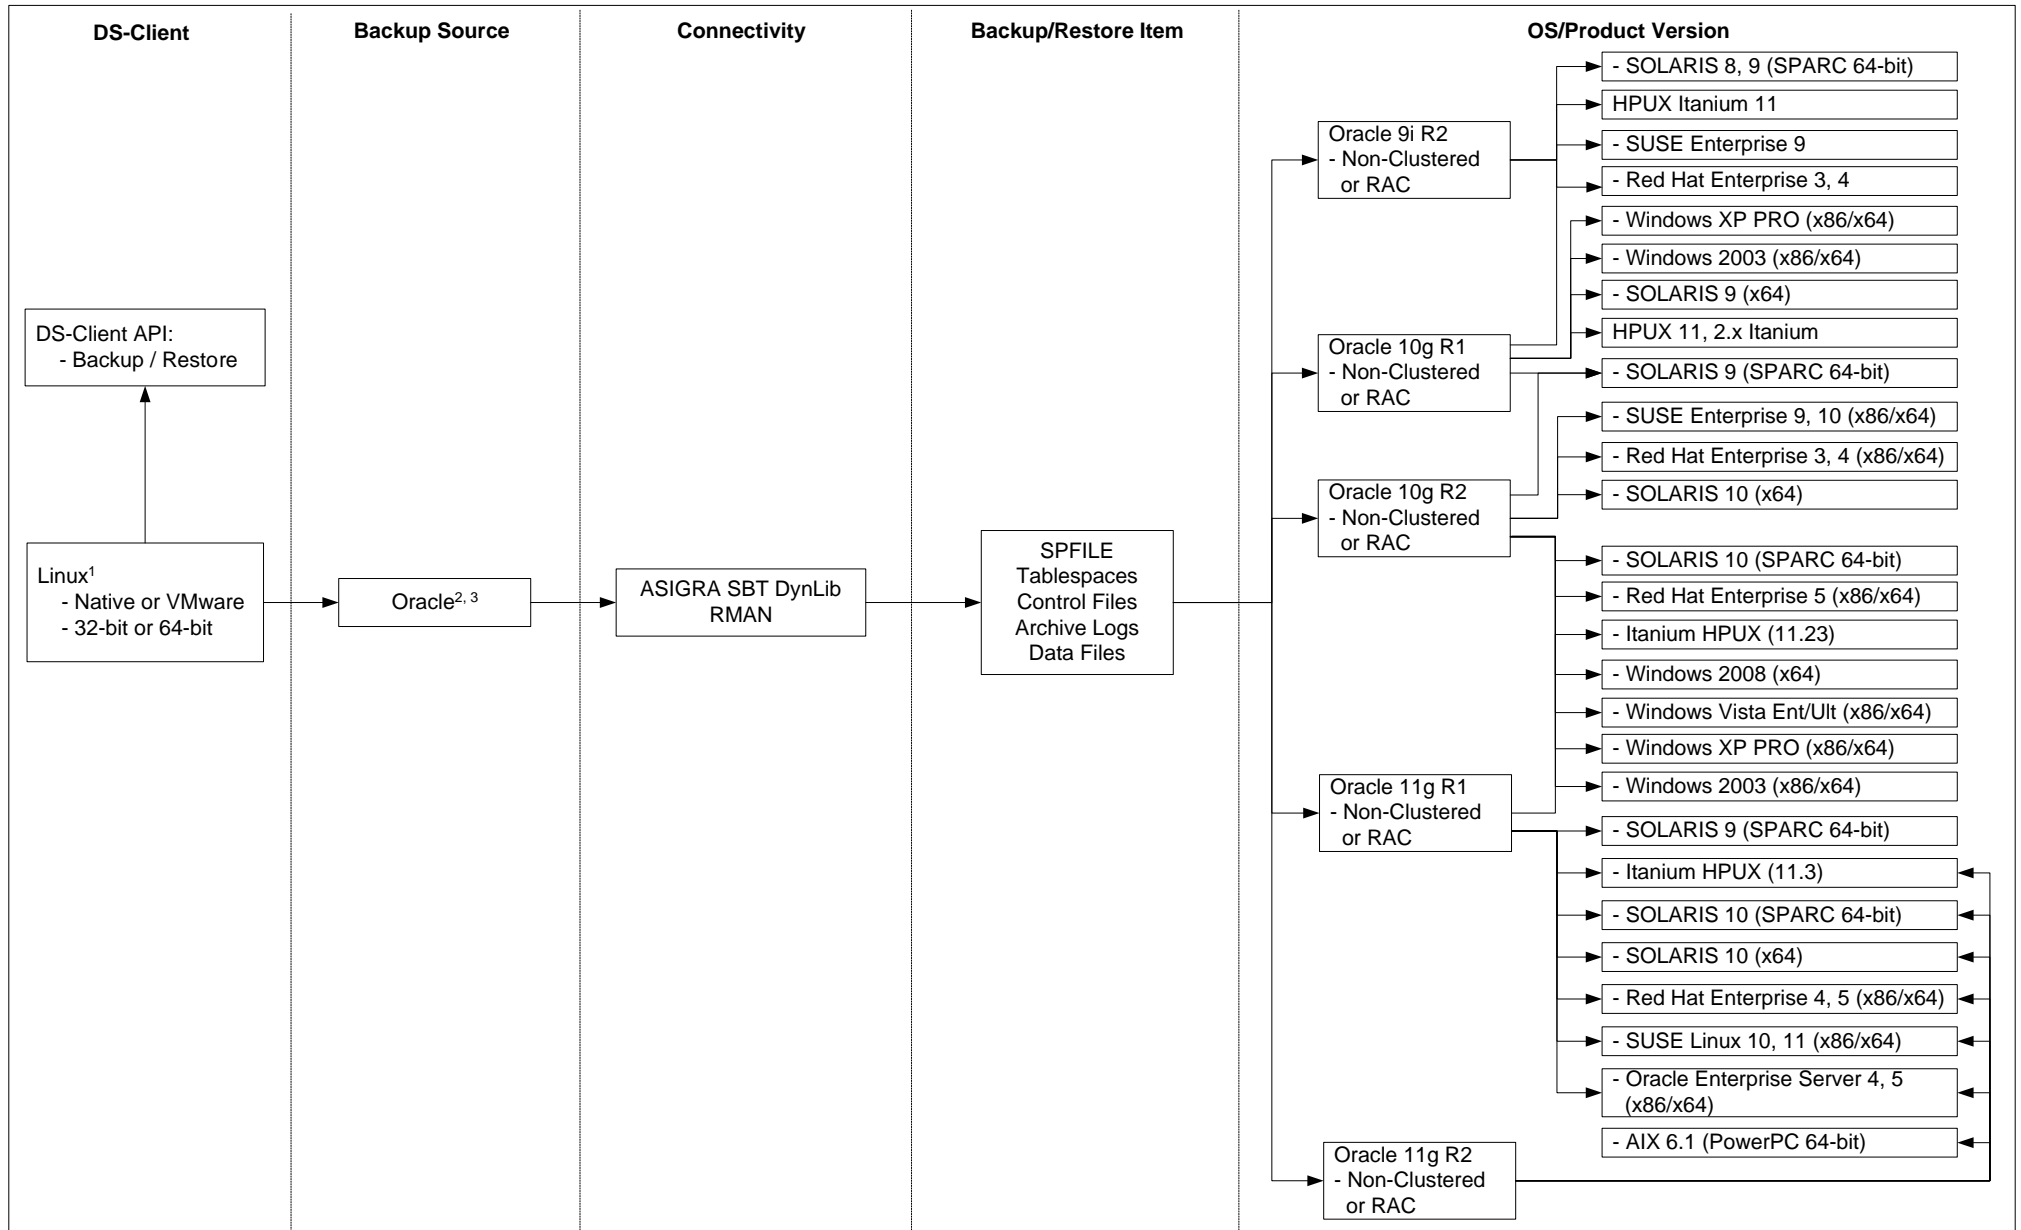 DS-Client
Backup Source
Connectivity
Backup/Restore Item
OS/Product Version
DS-Client API:
- Backup / Restore
Linux¹
- Native or VMware
- 32-bit or 64-bit
Oracle²,³
ASIGRA SBT DynLib
RMAN
SPFILE
Tablespaces
Control Files
Archive Logs
Data Files
Oracle 9i R2
- Non-Clustered
or RAC
Oracle 10g R1
- Non-Clustered
or RAC
Oracle 10g R2
- Non-Clustered
or RAC
Oracle 11g R1
- Non-Clustered
or RAC
Oracle 11g R2
- Non-Clustered
or RAC
- SOLARIS 8, 9 (SPARC 64-bit)
HPUX Itanium 11
- SUSE Enterprise 9
- Red Hat Enterprise 3, 4
- Windows XP PRO (x86/x64)
- Windows 2003 (x86/x64)
- SOLARIS 9 (x64)
HPUX 11, 2.x Itanium
- SOLARIS 9 (SPARC 64-bit)
- SUSE Enterprise 9, 10 (x86/x64)
- Red Hat Enterprise 3, 4 (x86/x64)
- SOLARIS 10 (x64)
- SOLARIS 10 (SPARC 64-bit)
- Red Hat Enterprise 5 (x86/x64)
- Itanium HPUX (11.23)
- Windows 2008 (x64)
- Windows Vista Ent/Ult (x86/x64)
- Windows XP PRO (x86/x64)
- Windows 2003 (x86/x64)
- SOLARIS 9 (SPARC 64-bit)
- Itanium HPUX (11.3)
- SOLARIS 10 (SPARC 64-bit)
- SOLARIS 10 (x64)
- Red Hat Enterprise 4, 5 (x86/x64)
- SUSE Linux 10, 11 (x86/x64)
- Oracle Enterprise Server 4, 5
(x86/x64)
- AIX 6.1 (PowerPC 64-bit)